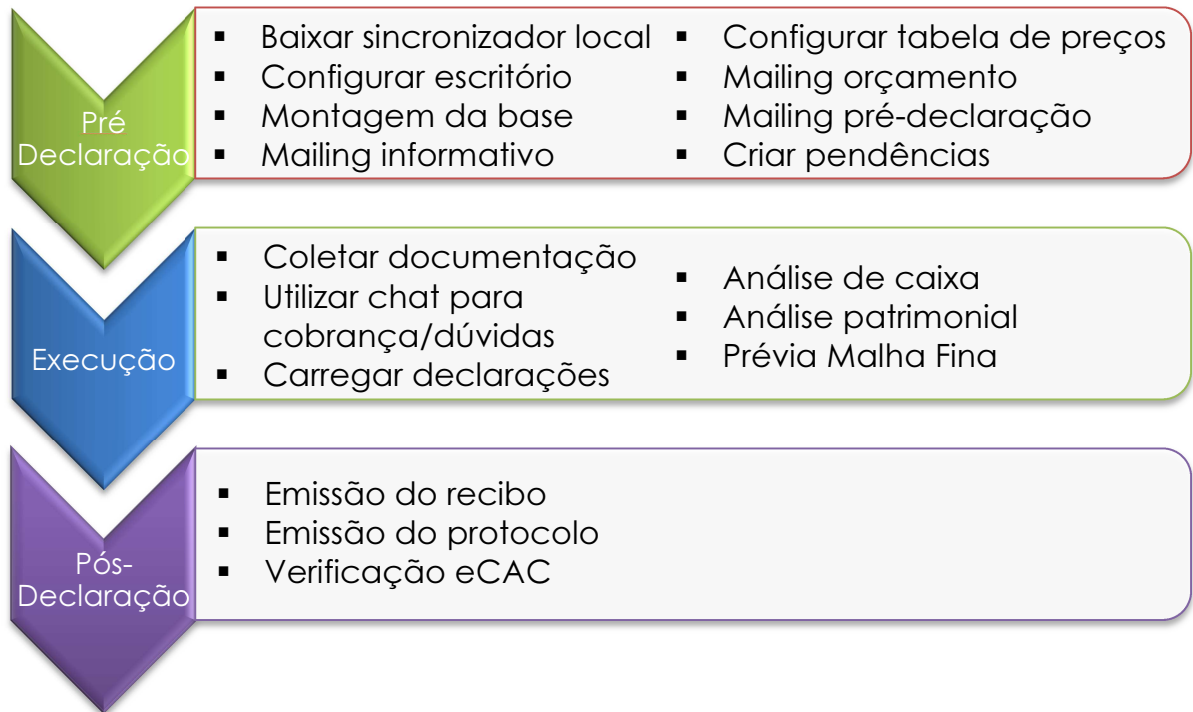 Pré
Declaração
▪ Baixar sincronizador local
▪ Configurar escritório
▪ Montagem da base
▪ Mailing informativo
▪ Configurar tabela de preços
▪ Mailing orçamento
▪ Mailing pré-declaração
▪ Criar pendências
Execução
▪ Coletar documentação
▪ Utilizar chat para
cobrança/dúvidas
▪ Carregar declarações
▪ Análise de caixa
▪ Análise patrimonial
▪ Prévia Malha Fina
Pós-
Declaração
▪ Emissão do recibo
▪ Emissão do protocolo
▪ Verificação eCAC